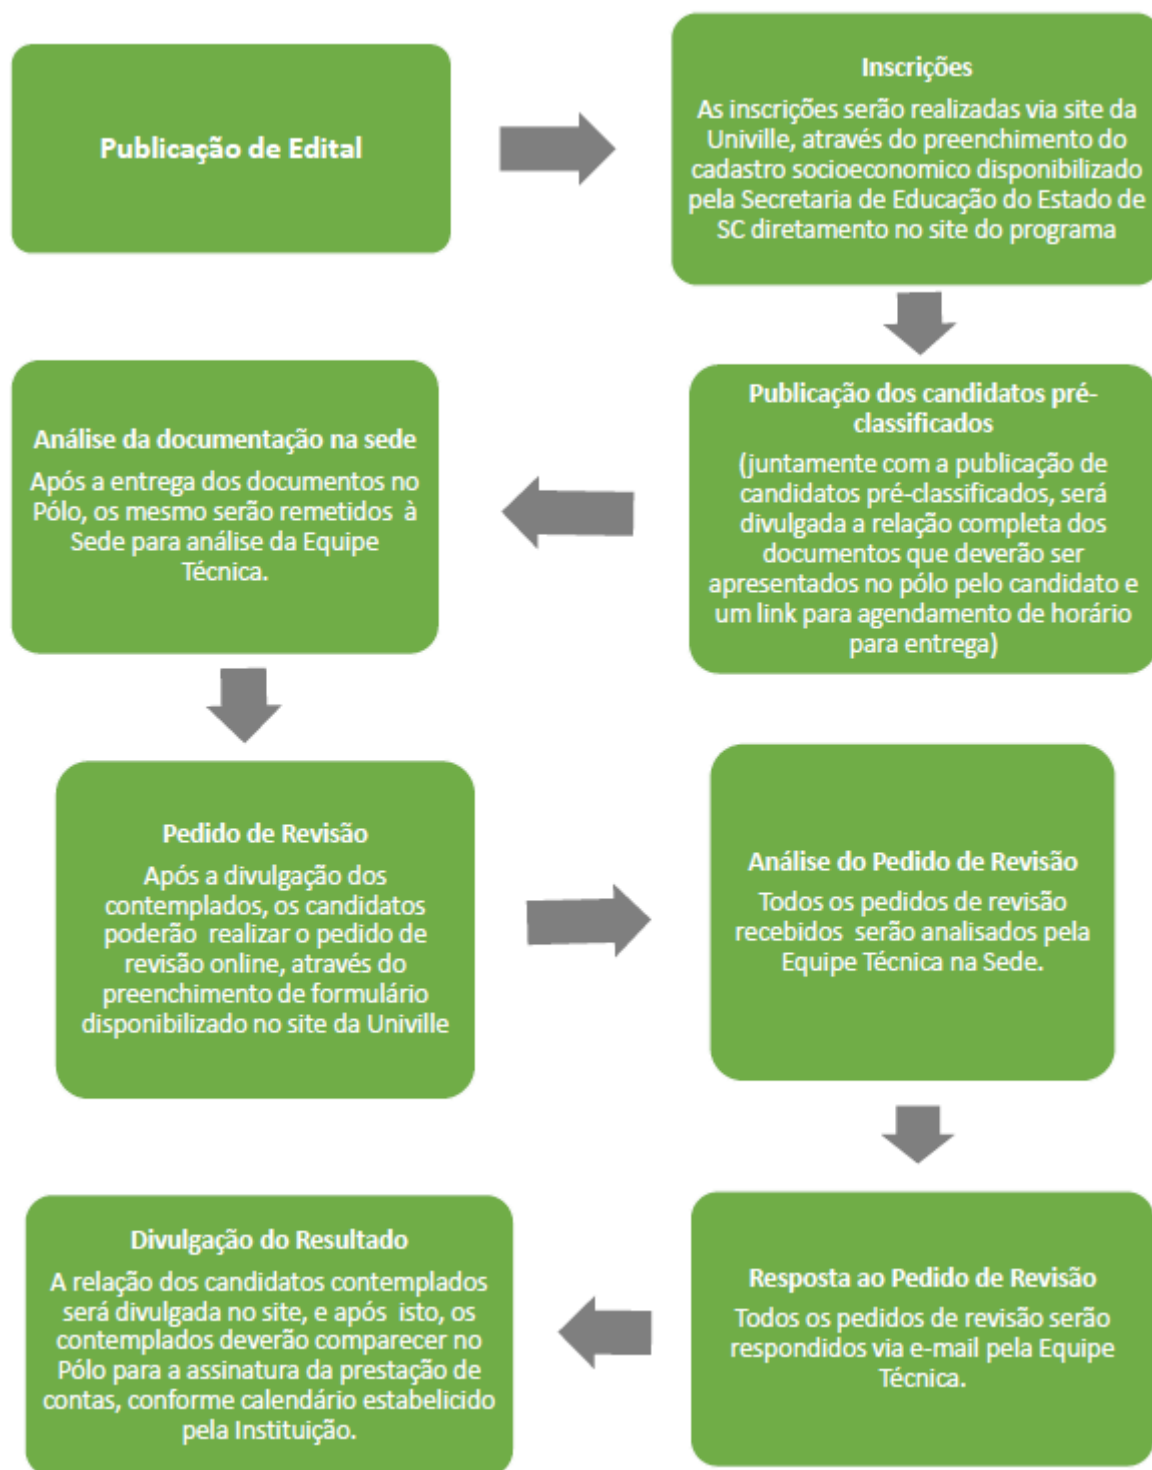 Publicação de Edital
Inscrições
As inscrições serão realizadas via site da
Univille, através do preenchimento do
cadastro socioeconomico disponibilizado
pela Secretaria de Educação do Estado de
SC diretamento no site do programa
Publicação dos candidatos pré-
classificados
(juntamente com a publicação de
candidatos pré-classificados, será
divulgada a relação completa dos
documentos que deverão ser
apresentados no pólo pelo candidato e
um link para agendamento de horário
para entrega)
Análise da documentação na sede
Após a entrega dos documentos no
Pólo, os mesmo serão remetidos à
Sede para análise da Equipe
Técnica.
Pedido de Revisão
Após a divulgação dos
contemplados, os candidatos
poderão realizar o pedido de
revisão online, através do
preenchimento de formulário
disponibilizado no site da Univille
Análise do Pedido de Revisão
Todos os pedidos de revisão
recebidos serão analisados pela
Equipe Técnica na Sede.
Resposta ao Pedido de Revisão
Todos os pedidos de revisão serão
respondidos via e-mail pela Equipe
Técnica.
Divulgação do Resultado
A relação dos candidatos contemplados
será divulgada no site, e após isto, os
contemplados deverão comparecer no
Pólo para a assinatura da prestação de
contas, conforme calendário estabelicido
pela Instituição.